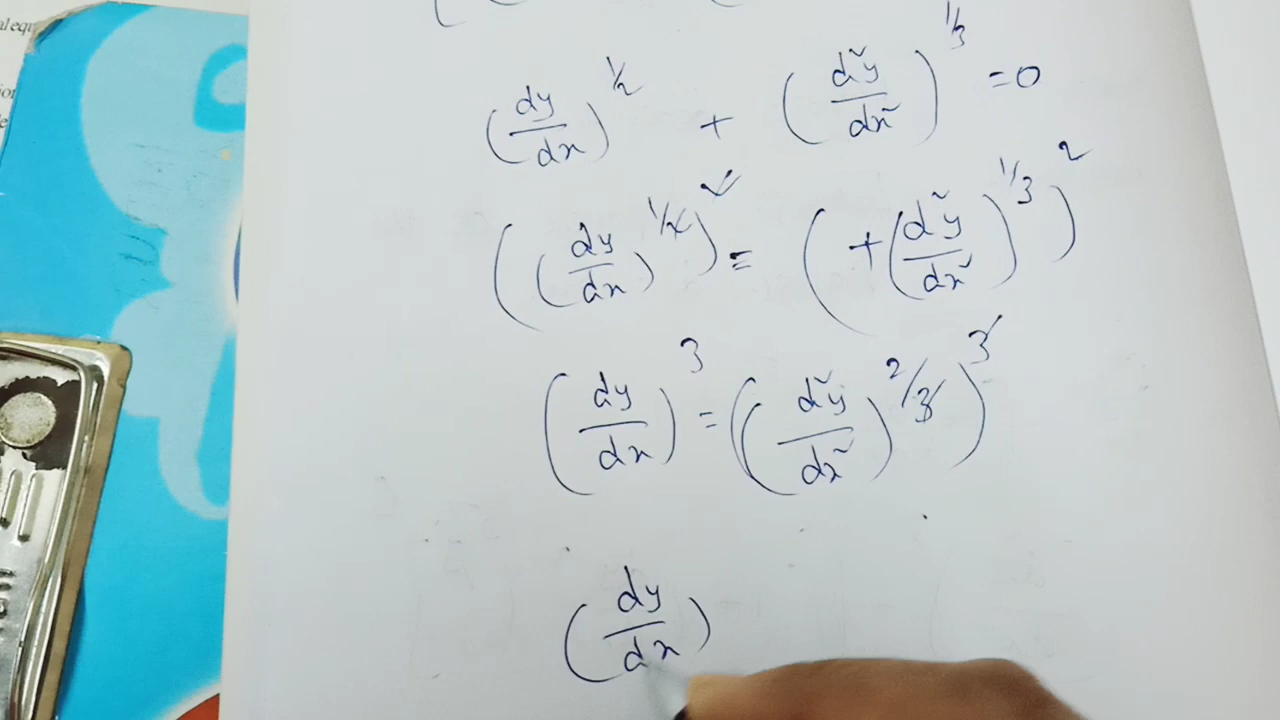 (dy/dx)^1/2 + (d²y/dx²)^1/3 = 0
((dy/dx)^1/2)² = (+(d²y/dx²)^1/3)²
(dy/dx)^3 = ((d²y/dx²)^2/3)^3
(dy/dx)